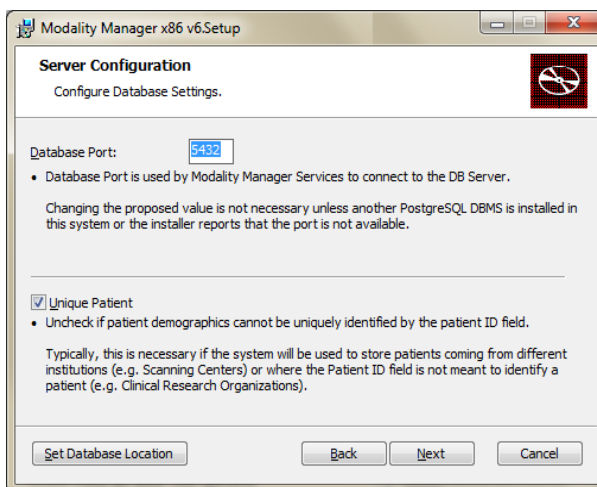 Modality Manager x86 v6.Setup
Server Configuration
Configure Database Settings.
Database Port:
5432
• Database Port is used by Modality Manager Services to connect to the DB Server.
Changing the proposed value is not necessary unless another PostgreSQL DBMS is installed in
this system or the installer reports that the port is not available.
Unique Patient
• Uncheck if patient demographics cannot be uniquely identified by the patient ID field.
Typically, this is necessary if the system will be used to store patients coming from different
institutions (e.g. Scanning Centers) or where the Patient ID field is not meant to identify a
patient (e.g. Clinical Research Organizations).
Set Database Location
Back
Next
Cancel